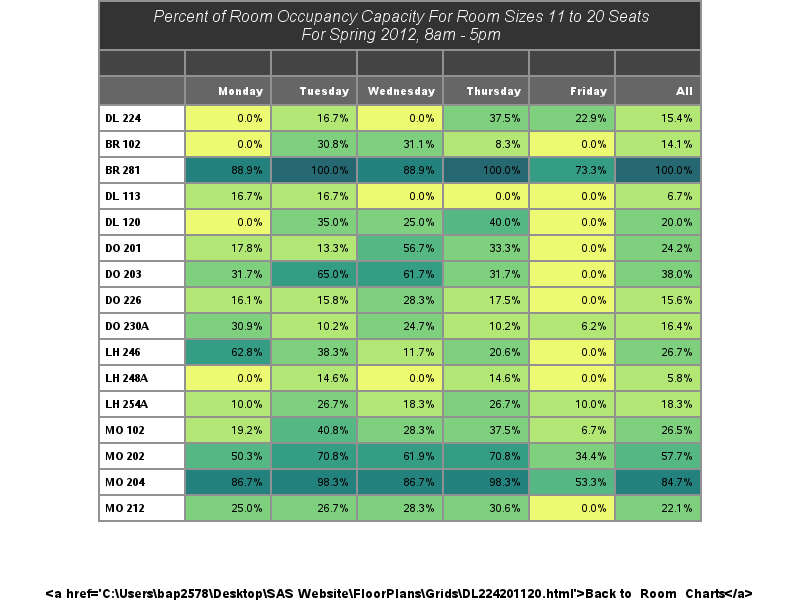 Percent of Room Occupancy Capacity For Room Sizes 11 to 20 Seats
For Spring 2012, 8am - 5pm
Monday Tuesday Wednesday Thursday Friday All
DL 224 0.0% 16.7% 0.0% 37.5% 22.9% 15.4%
BR 102 0.0% 30.8% 31.1% 8.3% 0.0% 14.1%
BR 281 88.9% 100.0% 88.9% 100.0% 73.3% 100.0%
DL 113 16.7% 16.7% 0.0% 0.0% 0.0% 6.7%
DL 120 0.0% 35.0% 25.0% 40.0% 0.0% 20.0%
DO 201 17.8% 13.3% 56.7% 33.3% 0.0% 24.2%
DO 203 31.7% 65.0% 61.7% 31.7% 0.0% 38.0%
DO 226 16.1% 15.8% 28.3% 17.5% 0.0% 15.6%
DO 230A 30.9% 10.2% 24.7% 10.2% 6.2% 16.4%
LH 246 62.8% 38.3% 11.7% 20.6% 0.0% 26.7%
LH 248A 0.0% 14.6% 0.0% 14.6% 0.0% 5.8%
LH 254A 10.0% 26.7% 18.3% 26.7% 10.0% 18.3%
MO 102 19.2% 40.8% 28.3% 37.5% 6.7% 26.5%
MO 202 50.3% 70.8% 61.9% 70.8% 34.4% 57.7%
MO 204 86.7% 98.3% 86.7% 98.3% 53.3% 84.7%
MO 212 25.0% 26.7% 28.3% 30.6% 0.0% 22.1%
<a href='C:\Users\bap2578\Desktop\SAS Website\FloorPlans\Grids\DL224201120.html'>Back to Room Charts</a>